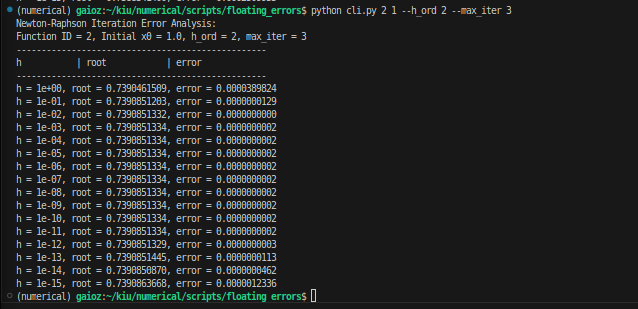 (numerical) gaioz:~/kiu/numerical/scripts/floating_errors$ python cli.py 2 1 --h_ord 2 --max_iter 3
Newton-Raphson Iteration Error Analysis:
Function ID = 2, Initial x0 = 1.0, h_ord = 2, max_iter = 3
--------------------------------------------------
h          | root            | error
--------------------------------------------------
h = 1e+00, root = 0.7390461509, error = 0.0000389824
h = 1e-01, root = 0.7390851203, error = 0.0000000129
h = 1e-02, root = 0.7390851332, error = 0.0000000000
h = 1e-03, root = 0.7390851334, error = 0.0000000002
h = 1e-04, root = 0.7390851334, error = 0.0000000002
h = 1e-05, root = 0.7390851334, error = 0.0000000002
h = 1e-06, root = 0.7390851334, error = 0.0000000002
h = 1e-07, root = 0.7390851334, error = 0.0000000002
h = 1e-08, root = 0.7390851334, error = 0.0000000002
h = 1e-09, root = 0.7390851334, error = 0.0000000002
h = 1e-10, root = 0.7390851334, error = 0.0000000002
h = 1e-11, root = 0.7390851334, error = 0.0000000002
h = 1e-12, root = 0.7390851329, error = 0.0000000003
h = 1e-13, root = 0.7390851445, error = 0.0000000113
h = 1e-14, root = 0.7390850870, error = 0.0000000462
h = 1e-15, root = 0.7390863668, error = 0.0000012336
(numerical) gaioz:~/kiu/numerical/scripts/floating_errors$